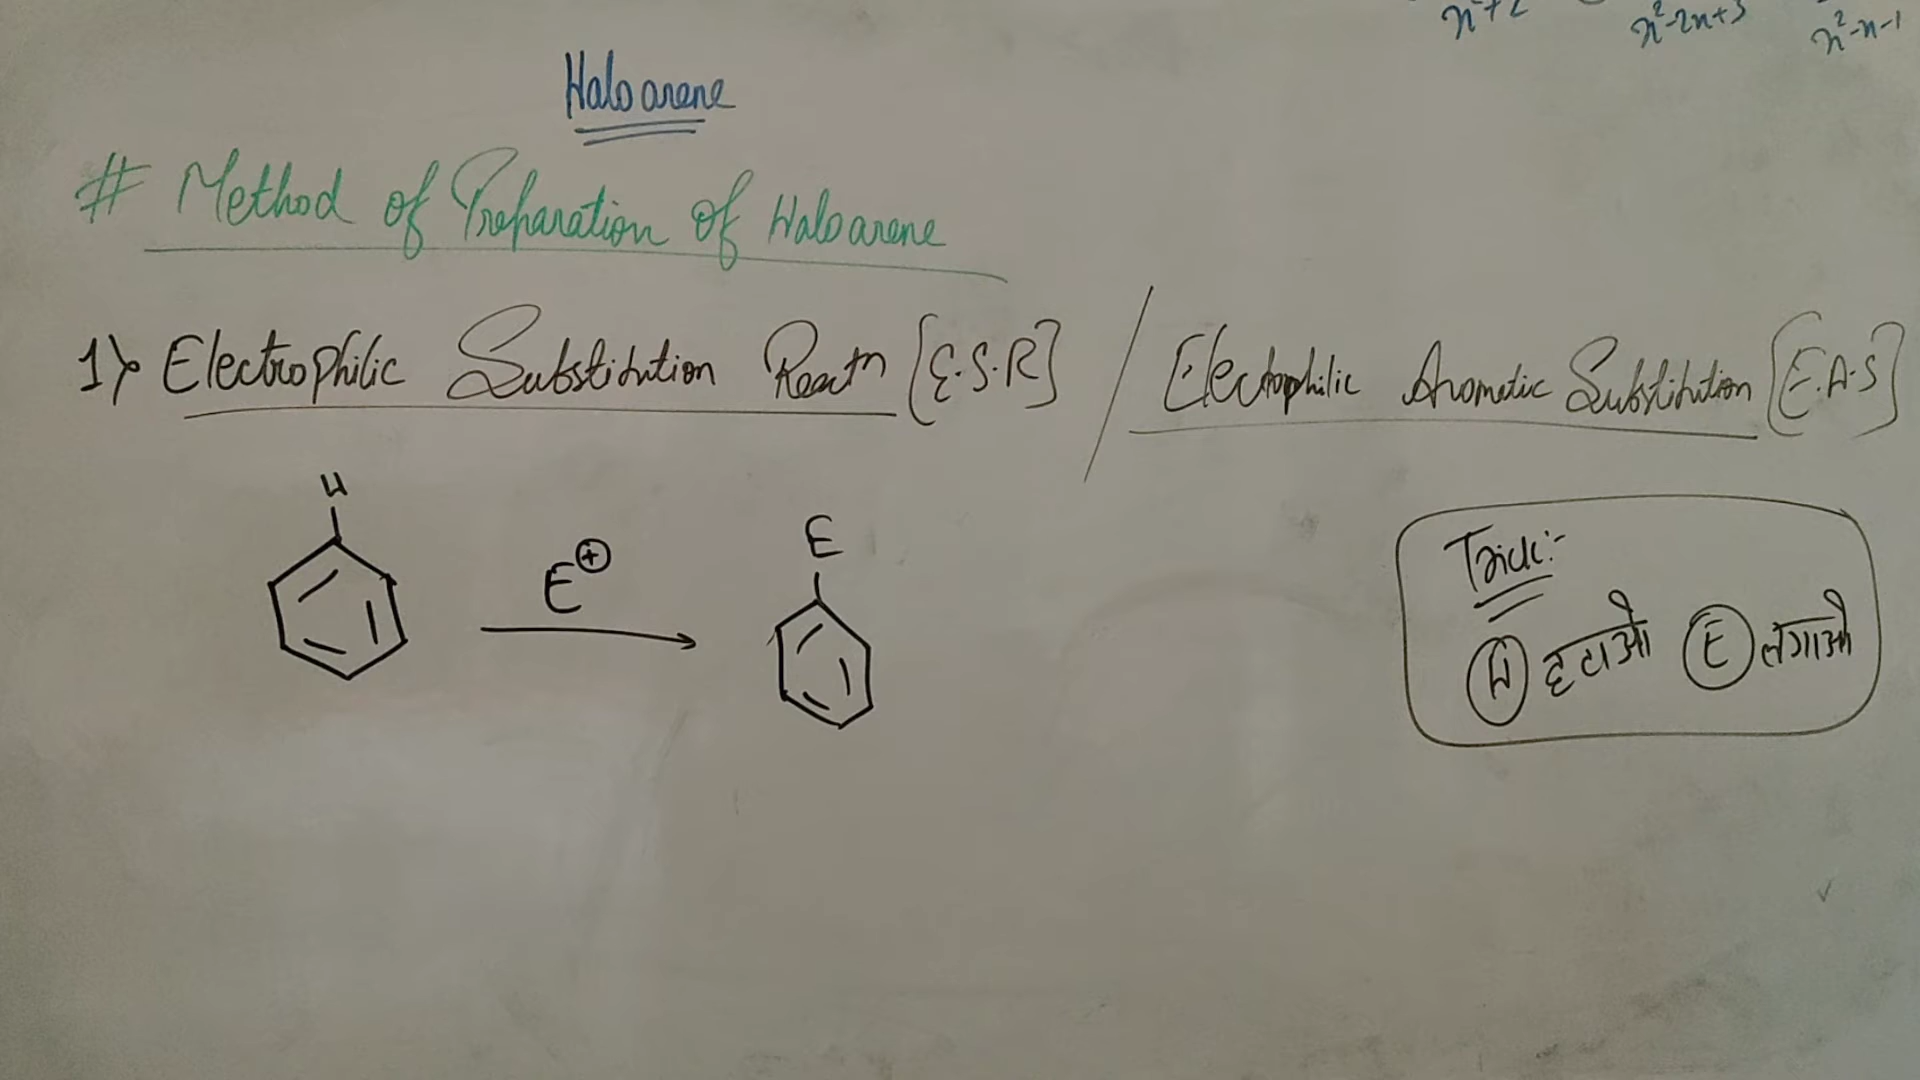 x²-2x+3 x²-x-1
Haloarene
# Method of Preparation of Haloarene
1> Electrophilic Substitution Reactn [E.S.R] / Electrophilic Aromatic Substitution [E.A.S]
H
E⊕
E
Trick:-
Ⓗ हटाओ Ⓔ लगाओ